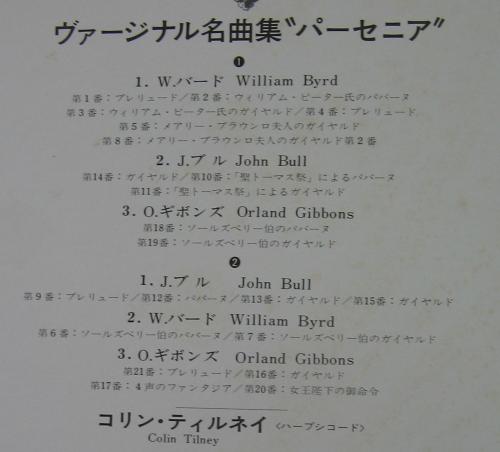 ヴァージナル名曲集“パーセニア”
❶
1. W.バード William Byrd
第1番：プレリュード／第2番：ウィリアム・ピーター氏のパバーヌ
第3番：ウィリアム・ピーター氏のガイヤルド／第4番：プレリュード
第5番：メアリー・ブラウンロ夫人のガイヤルド
第8番：メアリー・ブラウンロ夫人のガイヤルド第2番
2. J.ブル John Bull
第14番：ガイヤルド／第10番：「聖トーマス祭」によるパバーヌ
第11番：「聖トーマス祭」によるガイヤルド
3. O.ギボンズ Orland Gibbons
第18番：ソールズベリー伯のパバーヌ
第19番：ソールズベリー伯のガイヤルド
❷
1. J.ブル John Bull
第9番：プレリュード／第12番：パバーヌ／第13番：ガイヤルド／第15番：ガイヤルド
2. W.バード William Byrd
第6番：ソールズベリー伯のパバーヌ／第7番：ソールズベリー伯のガイヤルド
3. O.ギボンズ Orland Gibbons
第21番：プレリュード／第16番：ガイヤルド
第17番：4声のファンタジア／第20番：女王陛下の御命令
コリン・ティルネイ〈ハープシコード〉
Colin Tilney